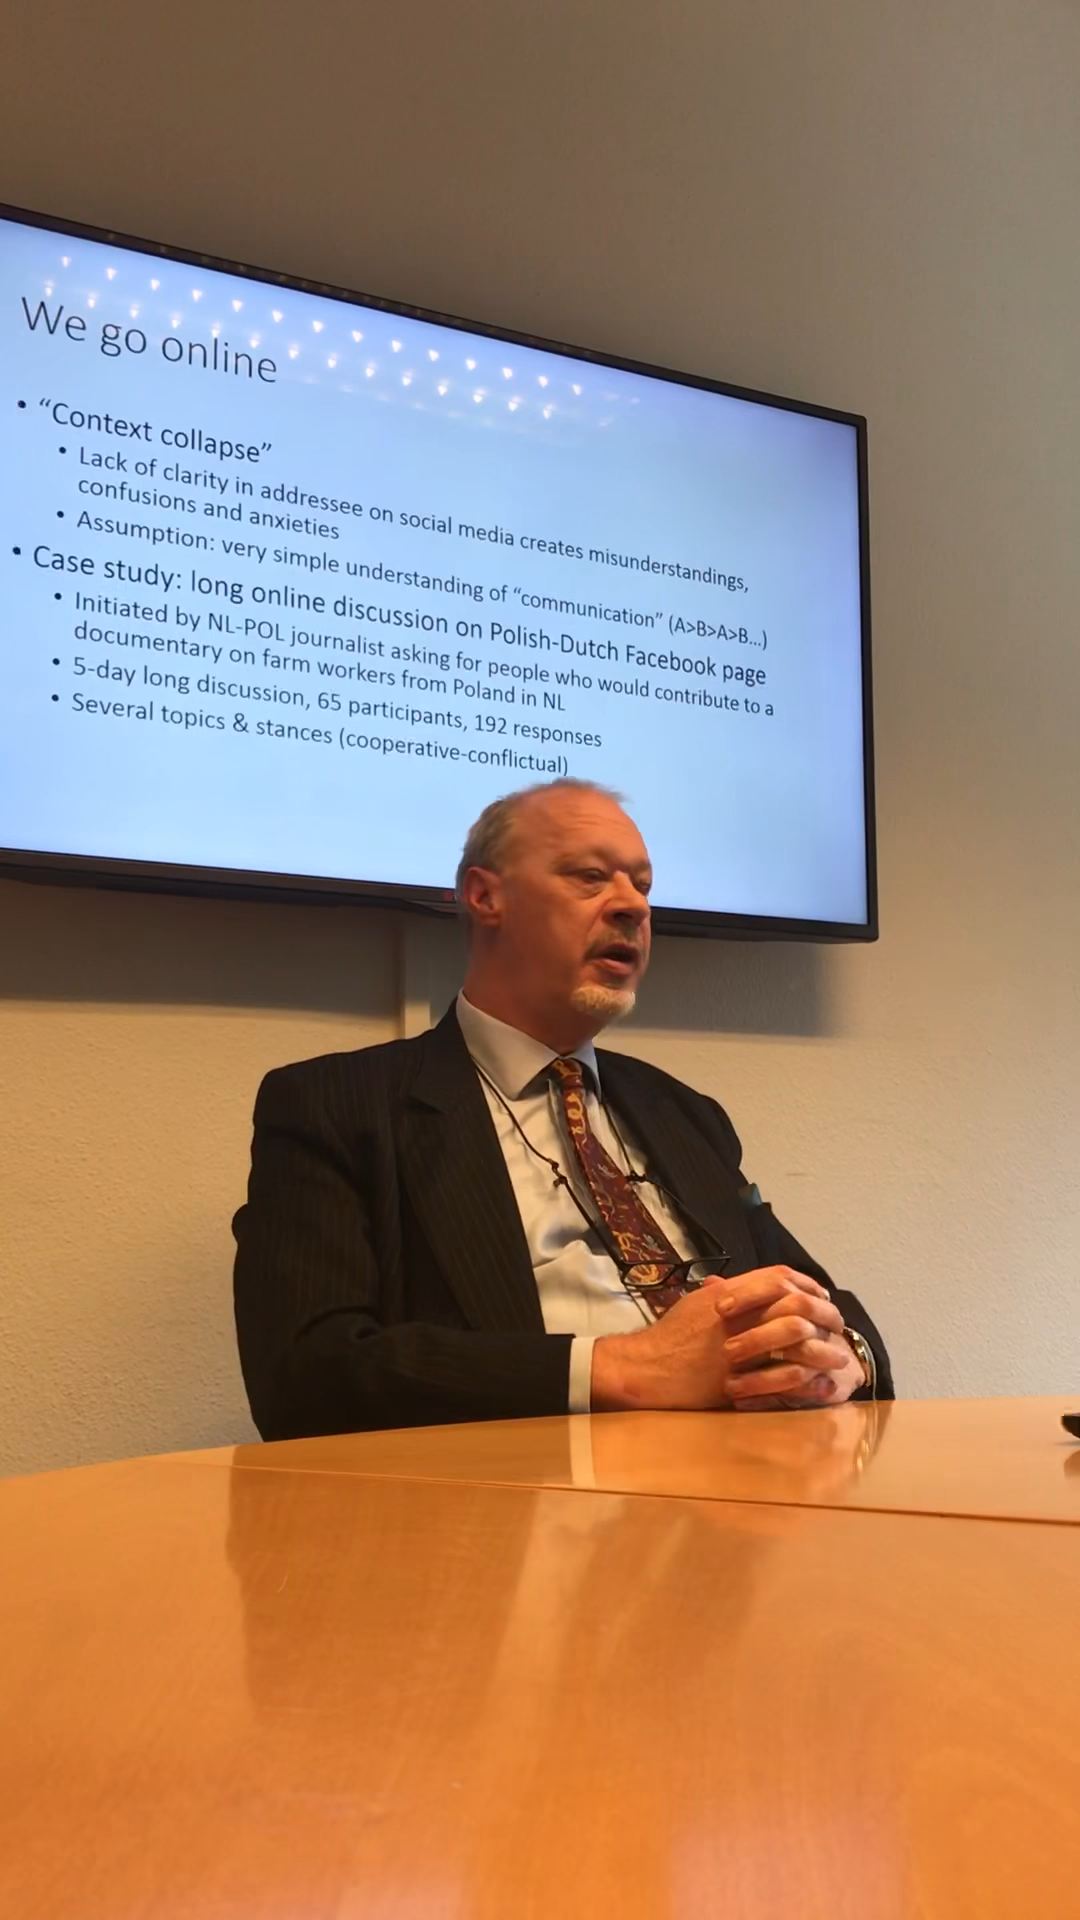 We go online
• “Context collapse”
• Lack of clarity in addressee on social media creates misunderstandings,
confusions and anxieties
• Assumption: very simple understanding of “communication” (A>B>A>B...)
• Case study: long online discussion on Polish-Dutch Facebook page
• Initiated by NL-POL journalist asking for people who would contribute to a
documentary on farm workers from Poland in NL
• 5-day long discussion, 65 participants, 192 responses
• Several topics & stances (cooperative-conflictual)